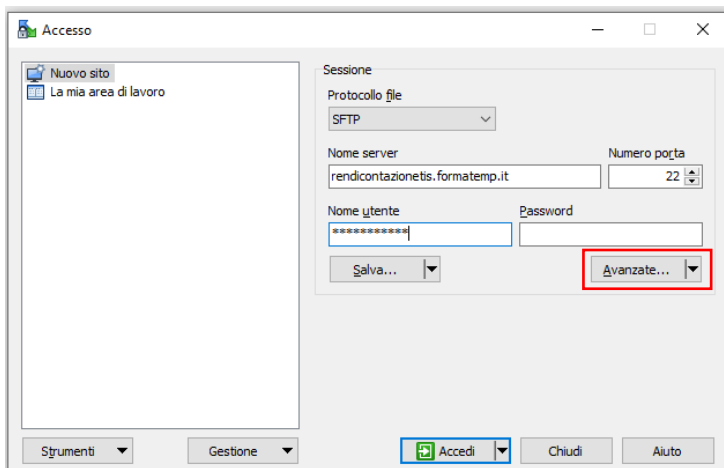 Accesso
Nuovo sito
La mia area di lavoro
Sessione
Protocollo file
SFTP
Nome server
Numero porta
rendicontazionetis.formatemp.it
22
Nome utente
Password
***********
Salva...
Avanzate...
Strumenti
Gestione
Accedi
Chiudi
Aiuto